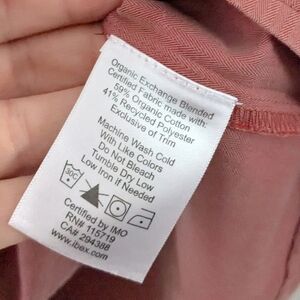 Organic Exchange Blended
Certified Fabric made with:
59% Organic Cotton
41% Recycled Polyester
Exclusive of Trim
Machine Wash Cold
With Like Colors
Do Not Bleach
Tumble Dry Low
Low Iron if Needed
30C
Certified by IMO
RN# 115719
CA# 294388
www.ibex.com